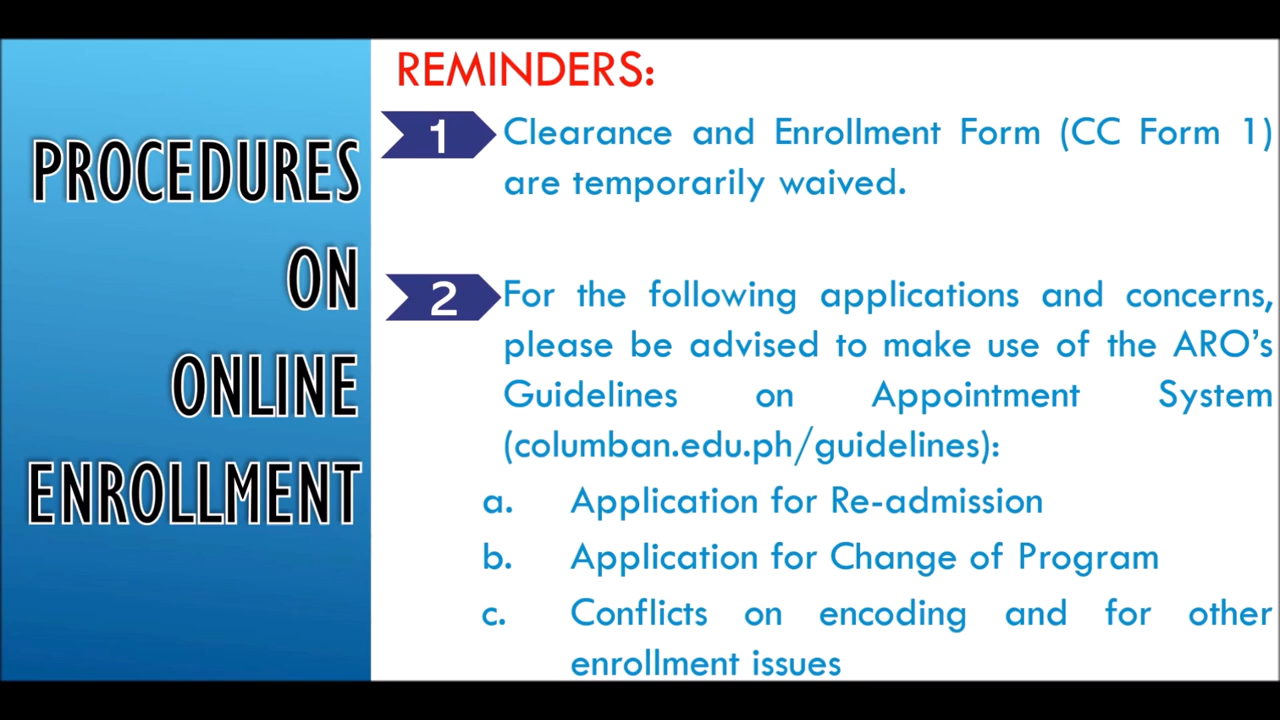 PROCEDURES
ON
ONLINE
ENROLLMENT
REMINDERS:
1 Clearance and Enrollment Form (CC Form 1)
are temporarily waived.
2 For the following applications and concerns,
please be advised to make use of the ARO's
Guidelines on Appointment System
(columban.edu.ph/guidelines):
a. Application for Re-admission
b. Application for Change of Program
c. Conflicts on encoding and for other
enrollment issues